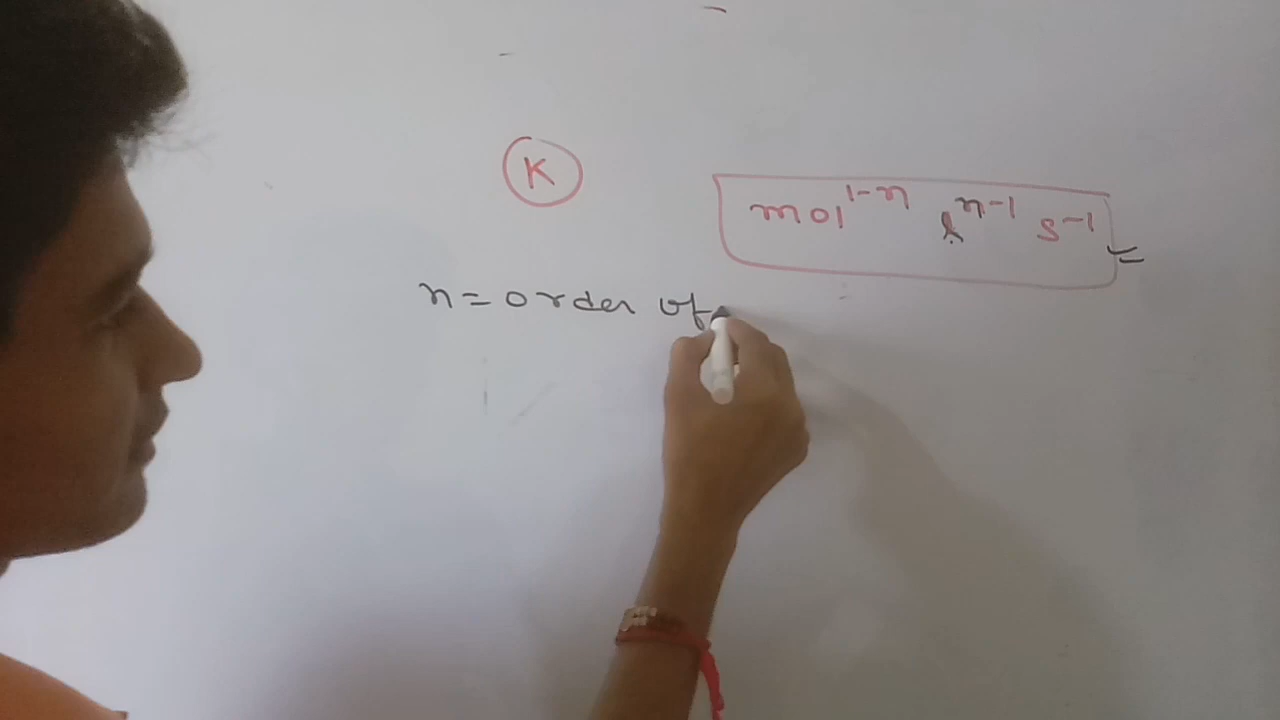 K
mol^{1-n} l^{n-1} s^{-1}
n = order of